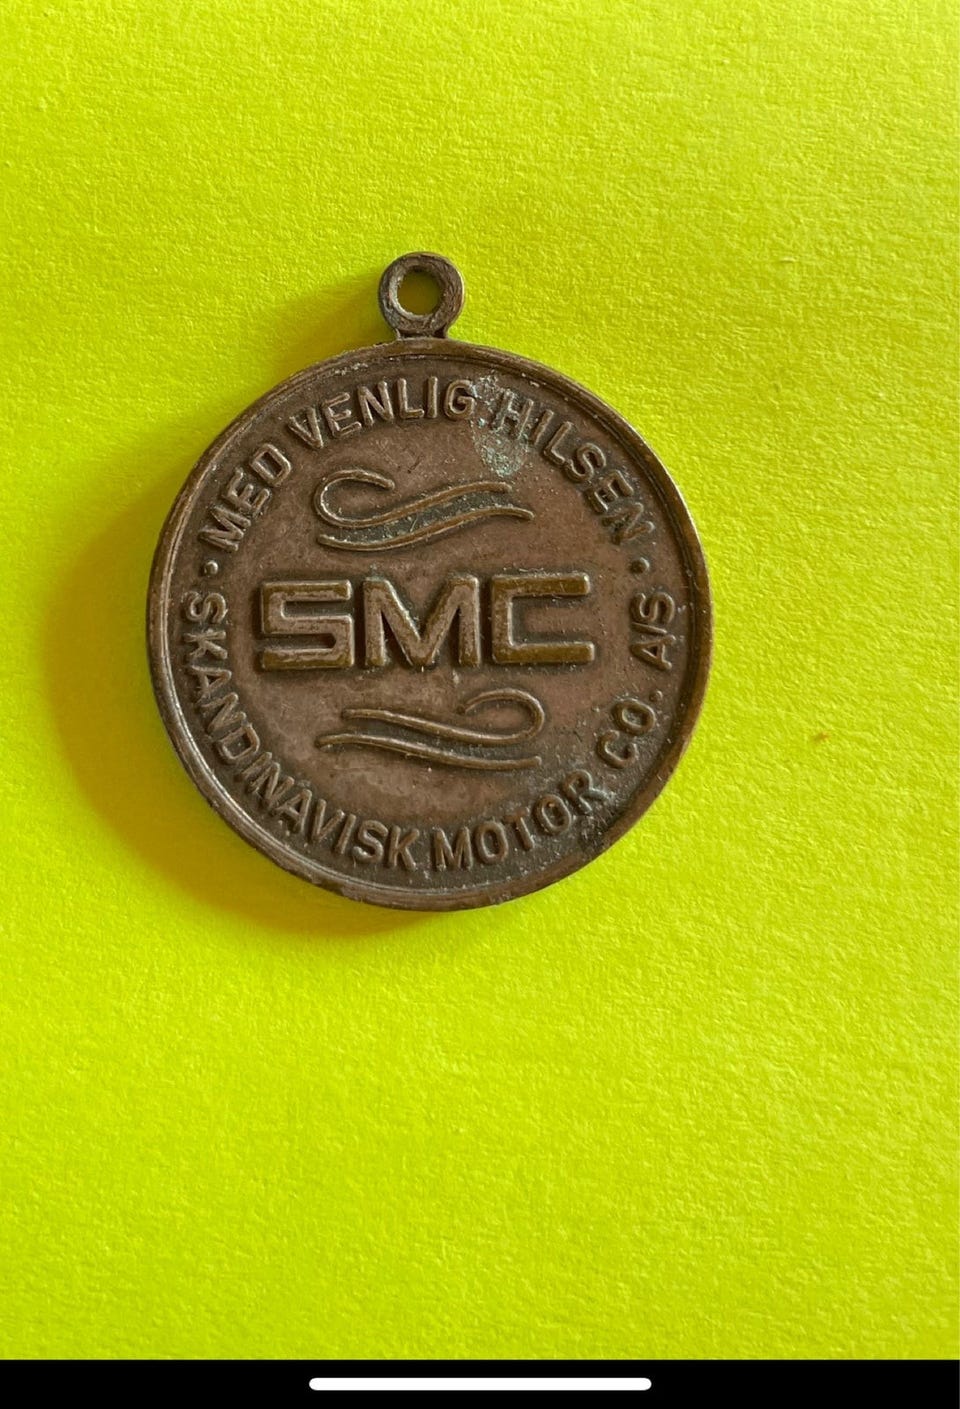 MED VENLIG HILSEN
SMC
SKANDINAVISK MOTOR CO. A/S